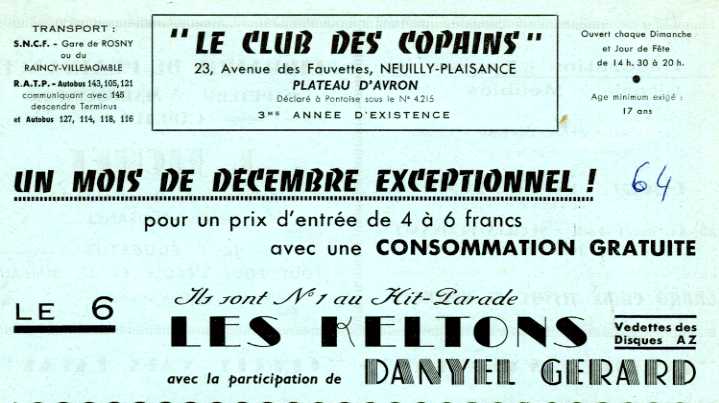 TRANSPORT :
S.N.C.F. - Gare de ROSNY
ou du
RAINCY-VILLEMOMBLE
R.A.T.P. - Autobus 143, 105, 121
communiquant avec 145
descendre Terminus
et Autobus 127, 114, 118, 116
"LE CLUB DES COPAINS"
23, Avenue des Fauvettes, NEUILLY-PLAISANCE
PLATEAU D'AVRON
Déclaré à Pontoise sous le N° 4.215
3me ANNÉE D'EXISTENCE
Ouvert chaque Dimanche
et Jour de Fête
de 14 h. 30 à 20 h.
Age minimum exigé :
17 ans
UN MOIS DE DÉCEMBRE EXCEPTIONNEL !
64
pour un prix d'entrée de 4 à 6 francs
avec une CONSOMMATION GRATUITE
LE 6
Ils sont N°1 au Hit-Parade
LES KELTONS
Vedettes des
Disques AZ
avec la participation de DANYEL GERARD